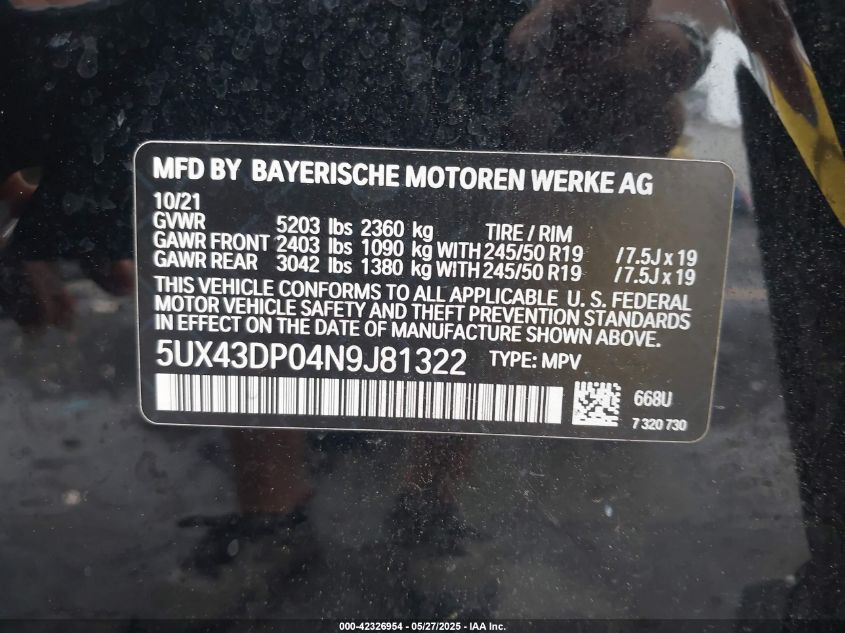 MFD BY BAYERISCHE MOTOREN WERKE AG
10/21
GVWR 5203 lbs 2360 kg TIRE / RIM
GAWR FRONT 2403 lbs 1090 kg WITH 245/50 R19 / 7.5J x 19
GAWR REAR 3042 lbs 1380 kg WITH 245/50 R19 / 7.5J x 19
THIS VEHICLE CONFORMS TO ALL APPLICABLE U. S. FEDERAL
MOTOR VEHICLE SAFETY AND THEFT PREVENTION STANDARDS
IN EFFECT ON THE DATE OF MANUFACTURE SHOWN ABOVE.
5UX43DP04N9J81322 TYPE: MPV
668U
7 320 730
000-42326954 - 05/27/2025 - IAA Inc.